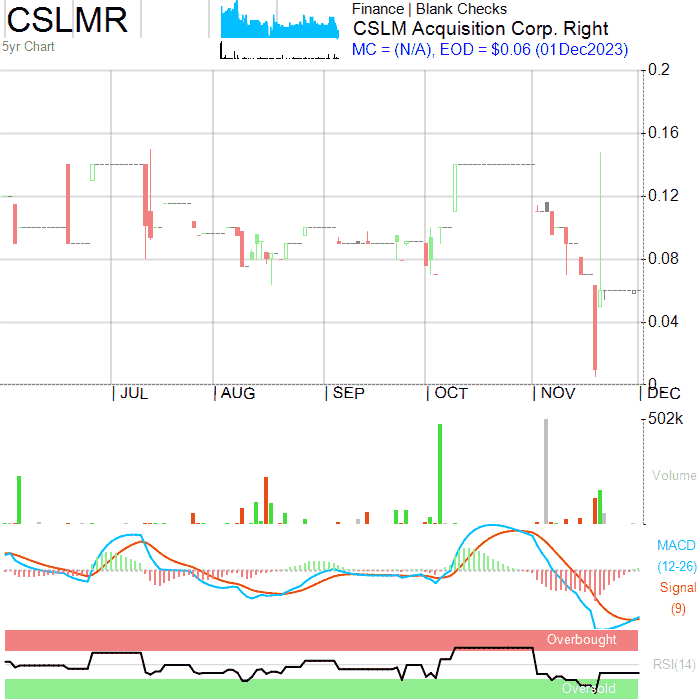 CSLMR
5yr Chart
Finance | Blank Checks
CSLM Acquisition Corp. Right
MC = (N/A), EOD = $0.06 (01Dec2023)
0.2
0.16
0.12
0.08
0.04
0
JUL AUG SEP OCT NOV DEC
502k
Volume
MACD
(12-26)
Signal
(9)
Overbought
RSI(14)
Oversold